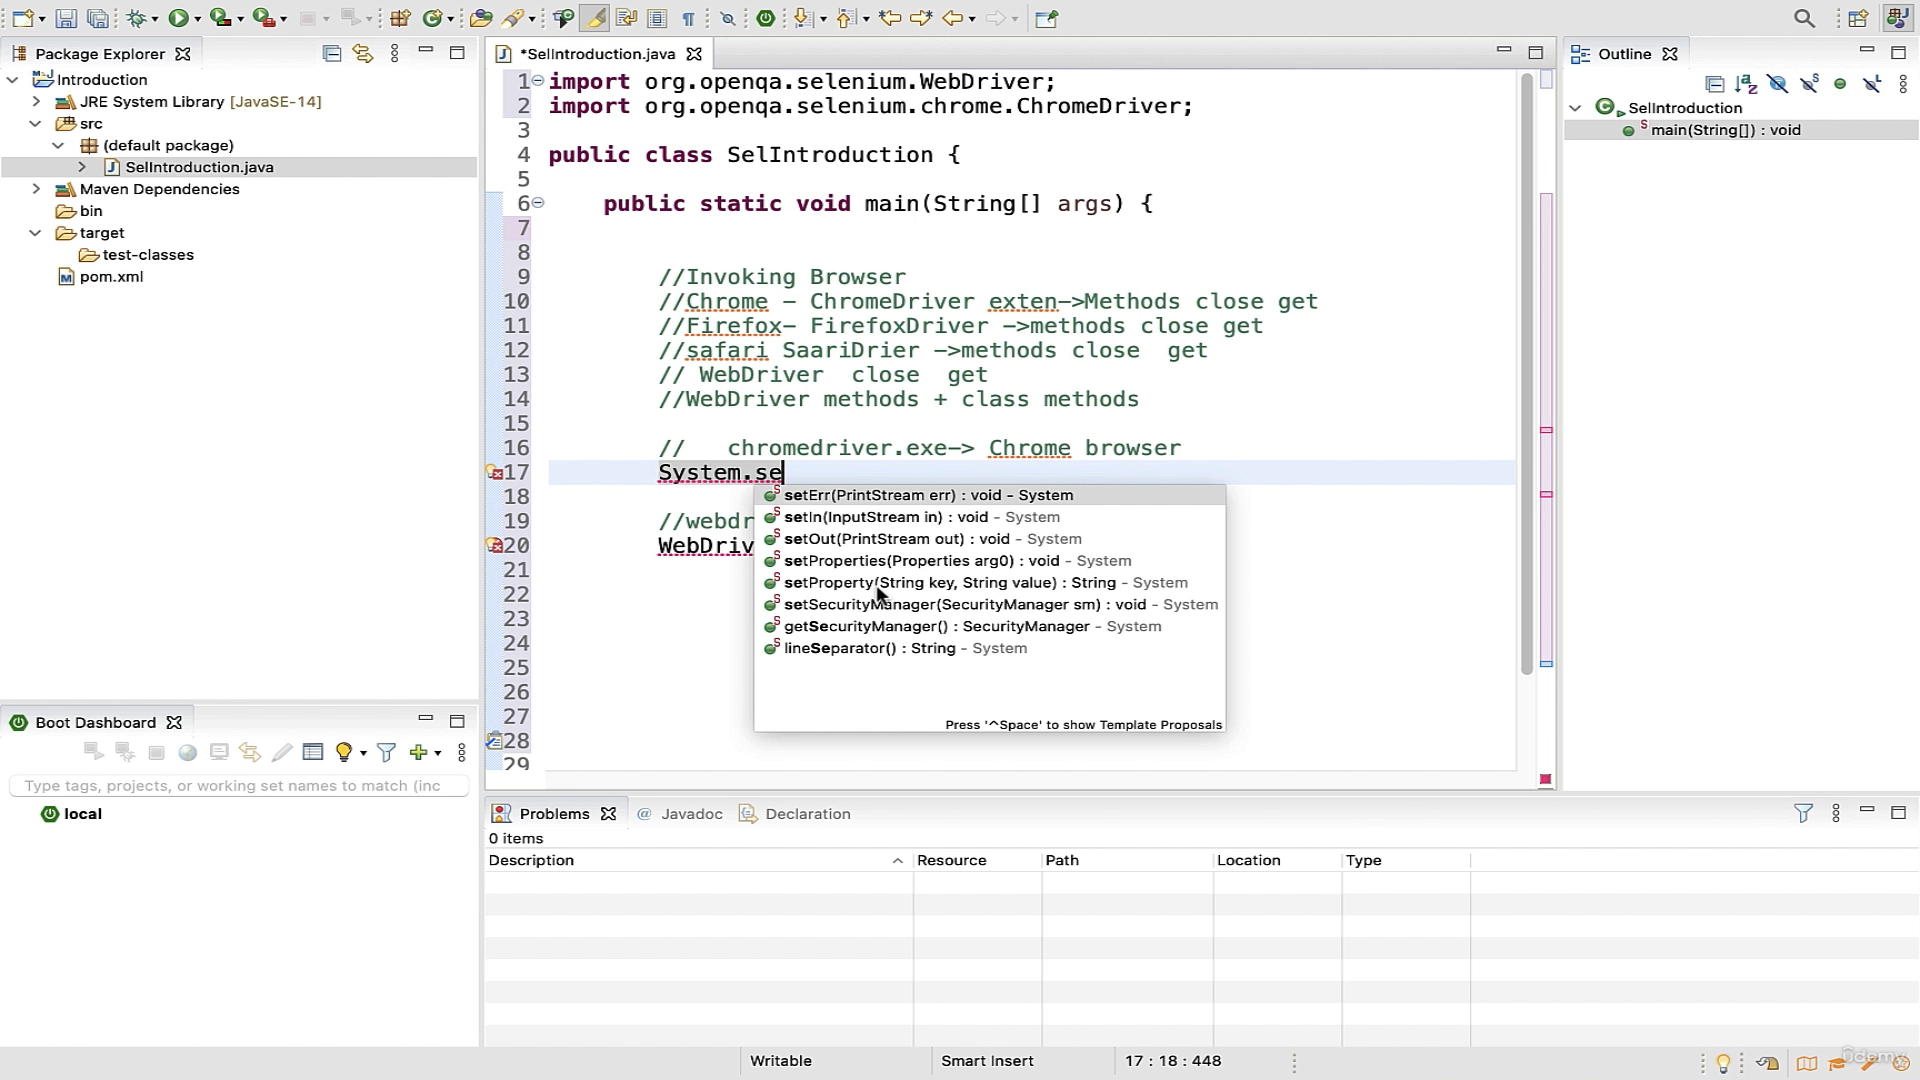 Package Explorer
Introduction
JRE System Library [JavaSE-14]
src
(default package)
SelIntroduction.java
Maven Dependencies
bin
target
test-classes
pom.xml
Boot Dashboard
Type tags, projects, or working set names to match (inc
local
*SelIntroduction.java
1 import org.openqa.selenium.WebDriver;
2 import org.openqa.selenium.chrome.ChromeDriver;
3
4 public class SelIntroduction {
5
6 public static void main(String[] args) {
7
8
9 //Invoking Browser
10 //Chrome - ChromeDriver exten->Methods close get
11 //Firefox- FirefoxDriver ->methods close get
12 //safari SaariDrier ->methods close get
13 // WebDriver close get
14 //WebDriver methods + class methods
15
16 // chromedriver.exe-> Chrome browser
17 System.se
18
19 //webdr
20 WebDriv
21
22
23
24
25
26
27
28
29
setErr(PrintStream err) : void - System
setIn(InputStream in) : void - System
setOut(PrintStream out) : void - System
setProperties(Properties arg0) : void - System
setProperty(String key, String value) : String - System
setSecurityManager(SecurityManager sm) : void - System
getSecurityManager() : SecurityManager - System
lineSeparator() : String - System
Press '^Space' to show Template Proposals
Outline
SelIntroduction
main(String[]) : void
Problems
@ Javadoc
Declaration
0 items
Description Resource Path Location Type
Writable
Smart Insert
17 : 18 : 448
Udemy